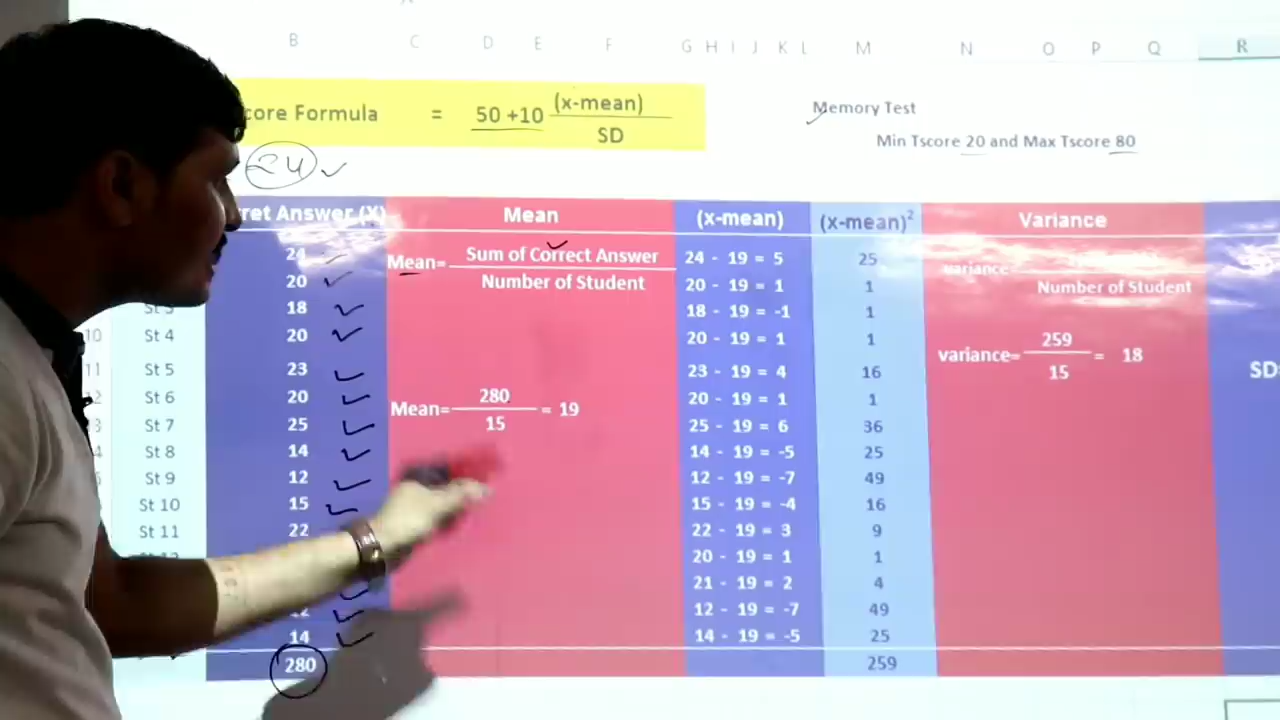 B C D E F G H I J K L M N O P Q R
core Formula = 50 +10 (x-mean)
SD
Memory Test
Min Tscore 20 and Max Tscore 80
24
ret Answer (X) Mean (x-mean) (x-mean)2 Variance
24 Mean= Sum of Correct Answer 24 - 19 = 5 25 variance=
20 Number of Student 20 - 19 = 1 1 Number of Student
St 3 18 18 - 19 = -1 1
10 St 4 20 20 - 19 = 1 1 259
variance= = 18
15
11 St 5 23 23 - 19 = 4 16 SD=
St 6 20 280 20 - 19 = 1 1
Mean= = 19
St 7 25 15 25 - 19 = 6 36
St 8 14 14 - 19 = -5 25
St 9 12 12 - 19 = -7 49
St 10 15 15 - 19 = -4 16
St 11 22 22 - 19 = 3 9
20 - 19 = 1 1
21 - 19 = 2 4
12 - 19 = -7 49
14 14 - 19 = -5 25
280 259